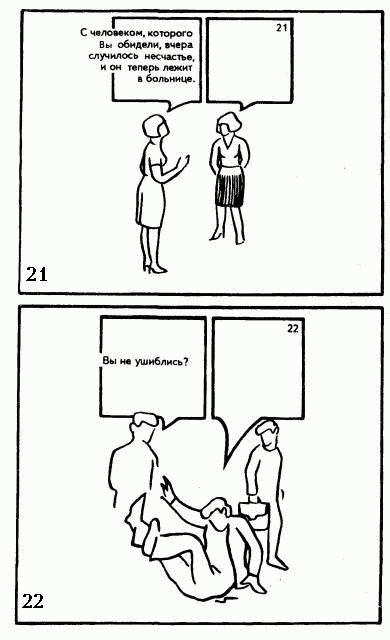 С человеком, которого
Вы обидели, вчера
случилось несчастье,
и он теперь лежит
в больнице.
21
21
Вы не ушиблись?
22
22